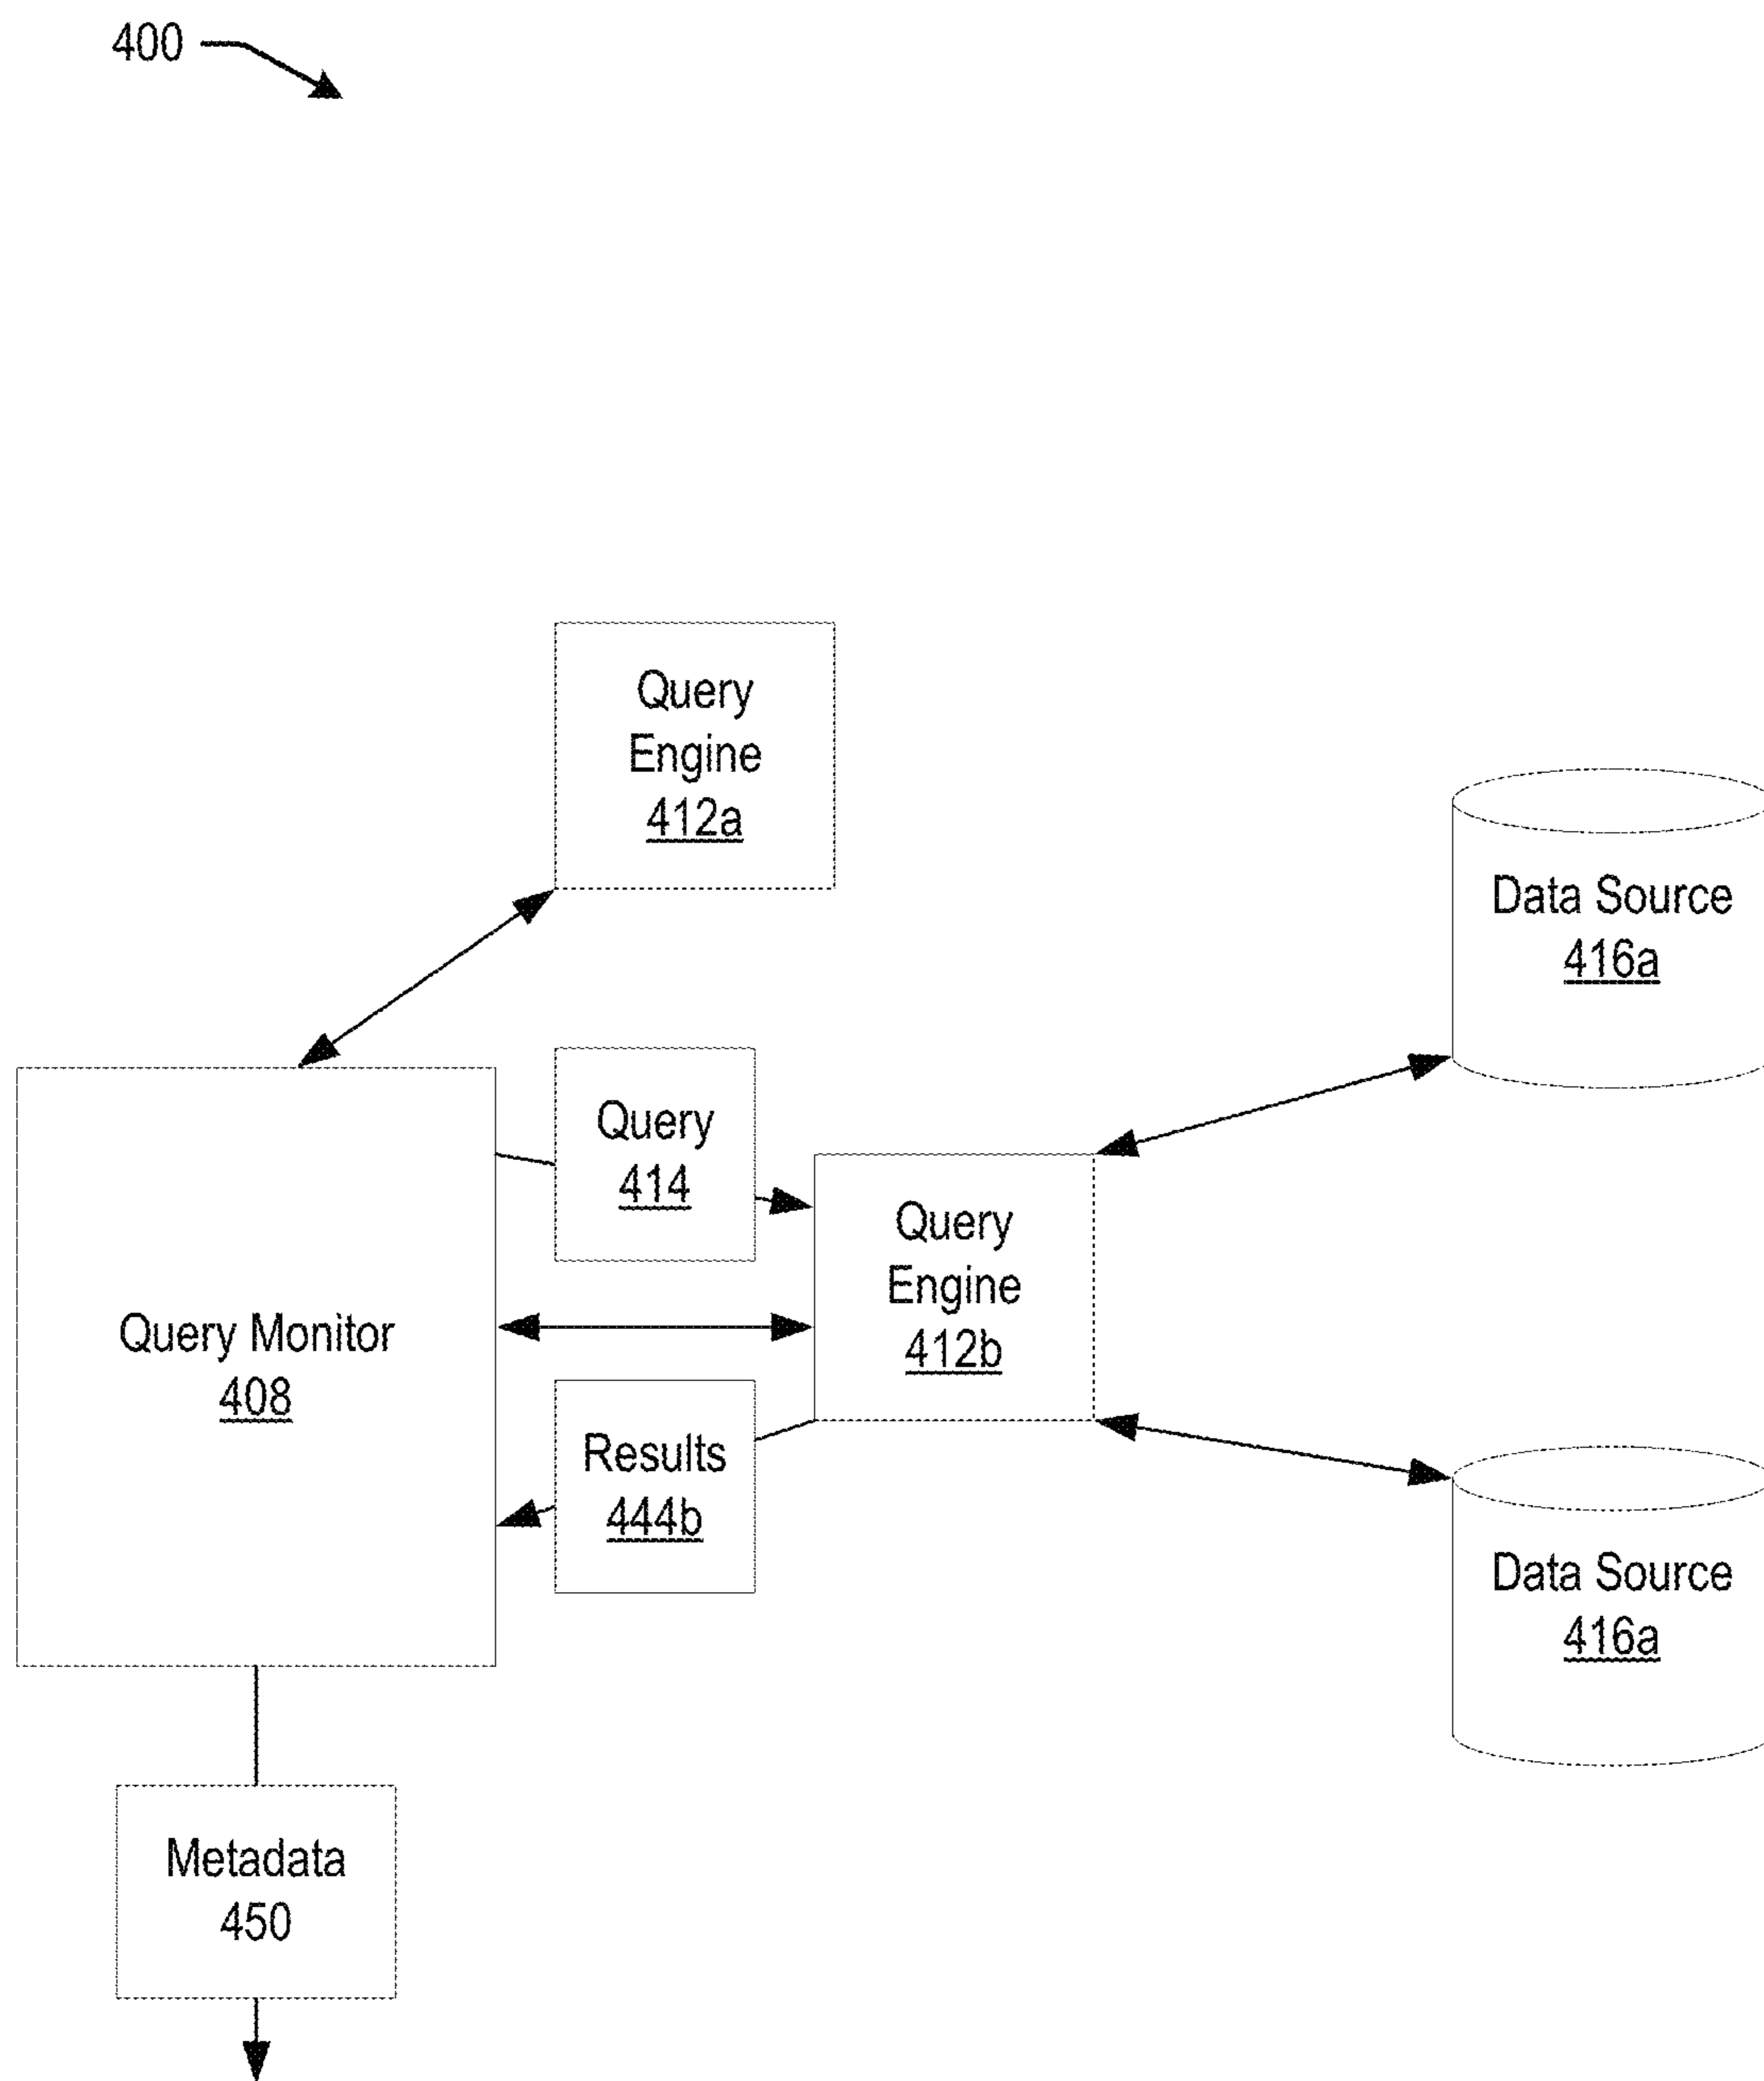 400
Query
Engine
412a
Data Source
416a
Query
414
Query
Engine
412b
Query Monitor
408
Results
444b
Data Source
416a
Metadata
450